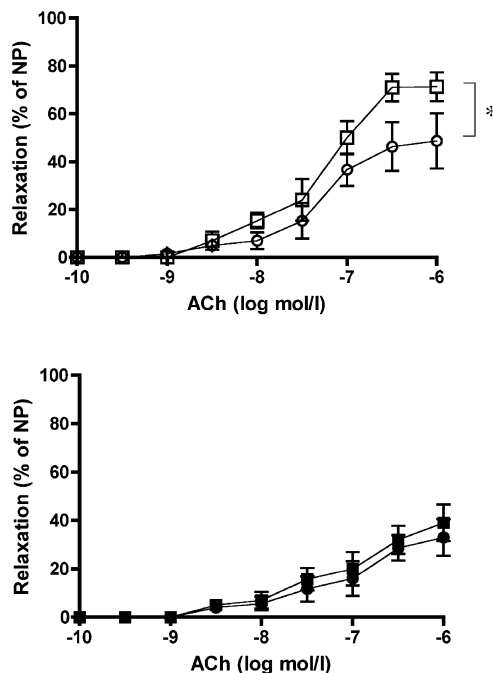 100
80
60
40
20
0
Relaxation (% of NP)
*
-10 -9 -8 -7 -6
ACh (log mol/l)
100
80
60
40
20
0
Relaxation (% of NP)
-10 -9 -8 -7 -6
ACh (log mol/l)